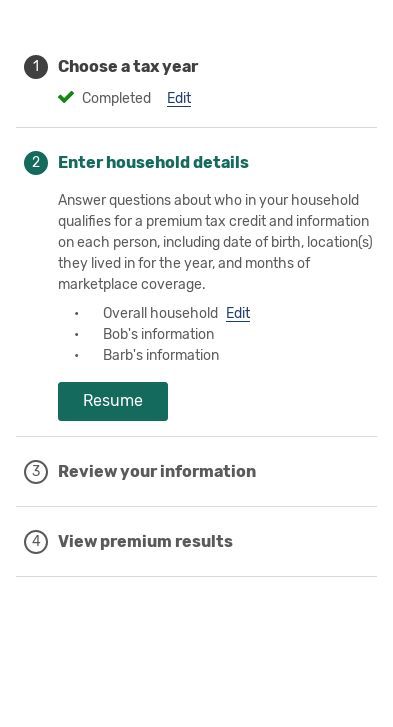 1 Choose a tax year
Completed Edit
2 Enter household details
Answer questions about who in your household
qualifies for a premium tax credit and information
on each person, including date of birth, location(s)
they lived in for the year, and months of
marketplace coverage.
• Overall household Edit
• Bob's information
• Barb's information
Resume
3 Review your information
4 View premium results